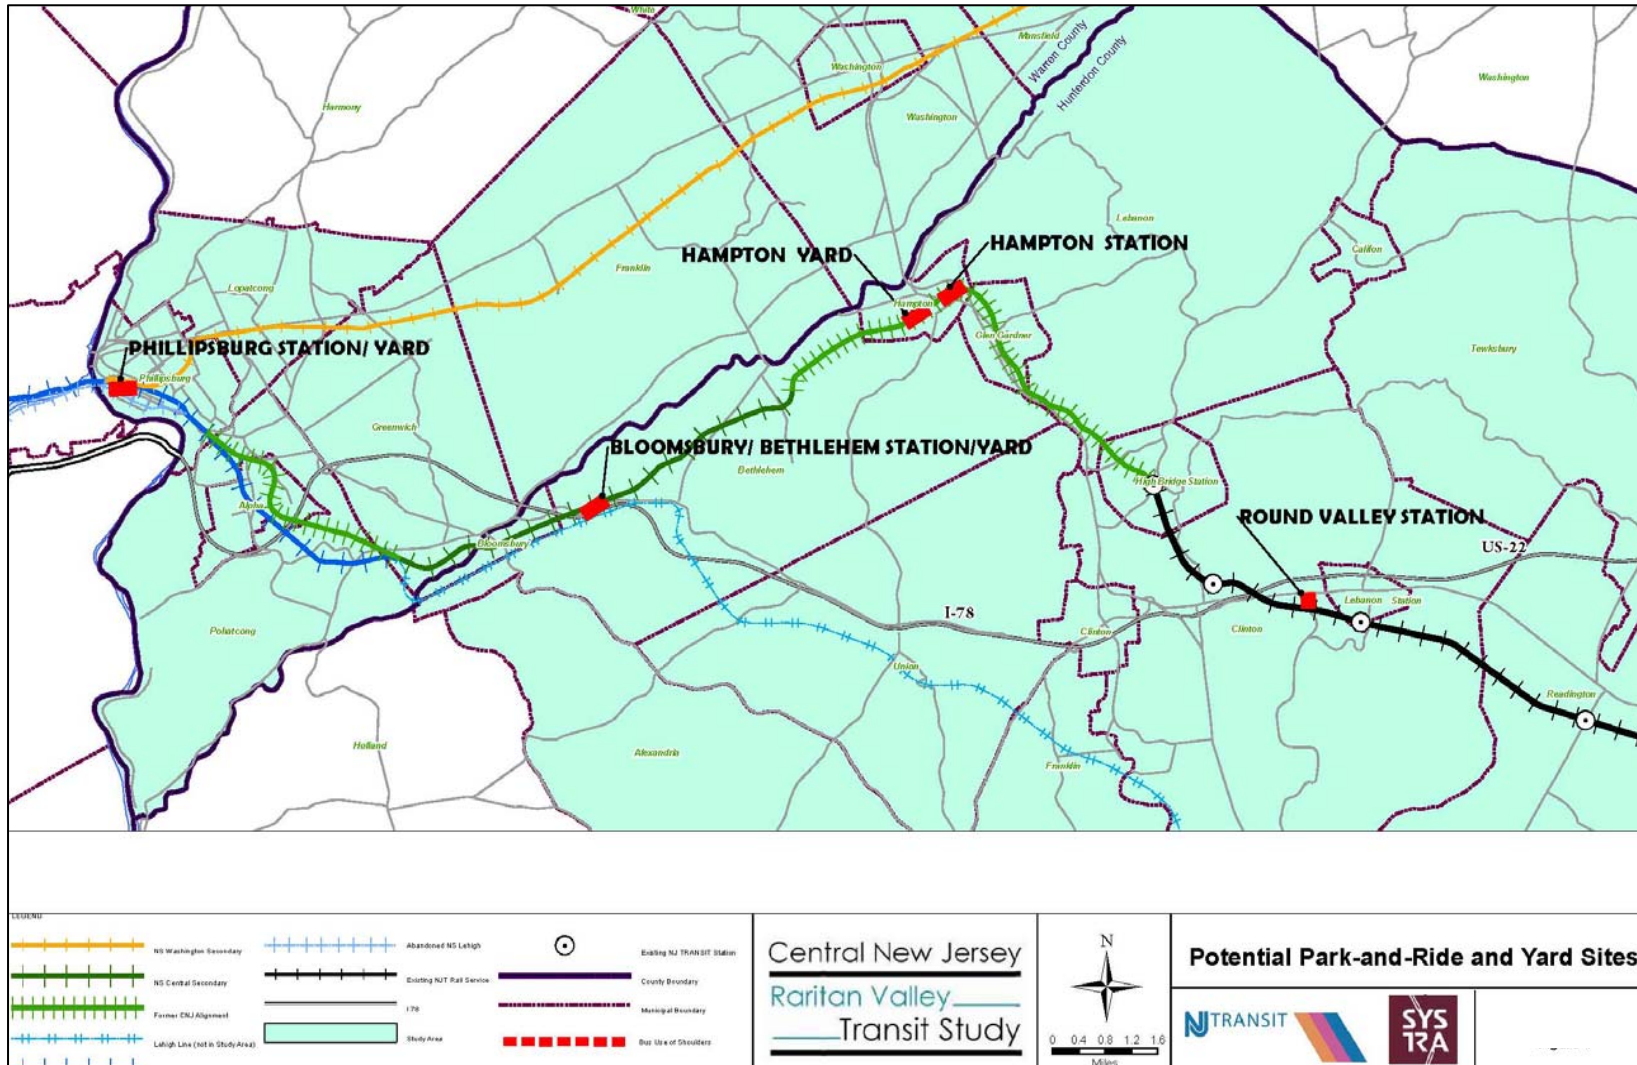 White
Mansfield
Warren County
Hunterdon County
Washington
Washington
Harmony
Washington
Lebanon
HAMPTON STATION
HAMPTON YARD
Califon
Franklin
Lopatcong
Hampton
Glen Gardner
PHILLIPSBURG STATION/ YARD
Tewksbury
Phillipsburg
Greenwich
BLOOMSBURY/ BETHLEHEM STATION/YARD
Bethlehem
High Bridge Station
Alpha
ROUND VALLEY STATION
US-22
Bloomsbury
Lebanon Station
I-78
Pohatcong
Clinton
Clinton
Union
Readington
Holland
Alexandria
Franklin
LEGEND
NS Washington Secondary
NS Central Secondary
Former CNJ Alignment
Lehigh Line (not in Study Area)
Abandoned NS Lehigh
Existing NJT Rail Service
I 78
Study Area
Existing NJ TRANSIT Station
County Boundary
Municipal Boundary
Bus Use of Shoulders
Central New Jersey
Raritan Valley
Transit Study
N
0 0.4 0.8 1.2 1.6
Miles
Potential Park-and-Ride and Yard Sites
NJ TRANSIT
SYS
TRA